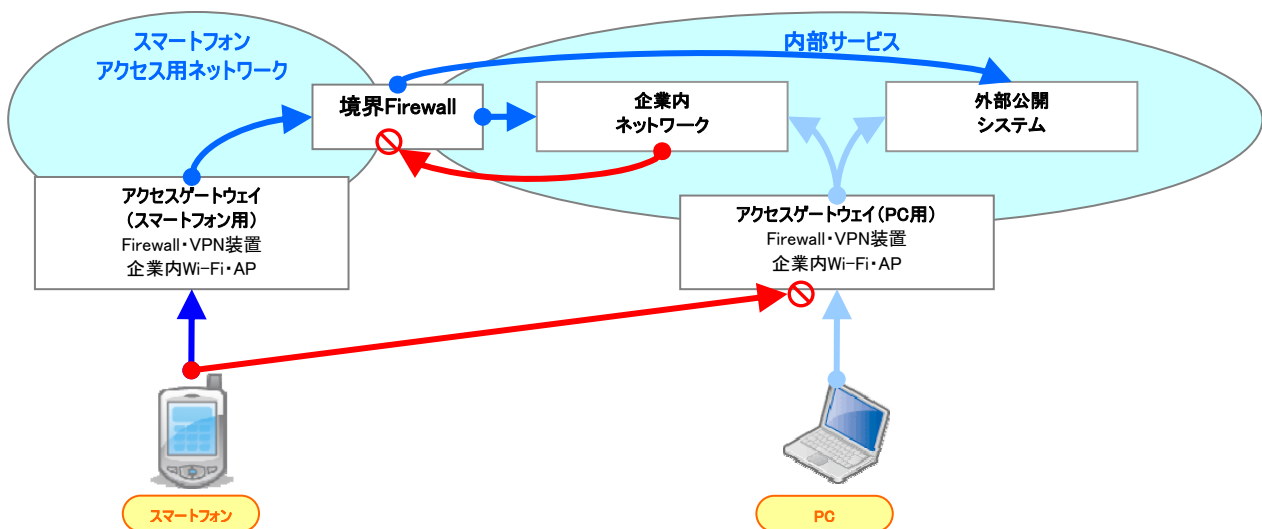 スマートフォン
アクセス用ネットワーク
内部サービス
境界Firewall
企業内
ネットワーク
外部公開
システム
アクセスゲートウェイ
(スマートフォン用)
Firewall・VPN装置
企業内Wi-Fi・AP
アクセスゲートウェイ(PC用)
Firewall・VPN装置
企業内Wi-Fi・AP
スマートフォン
PC